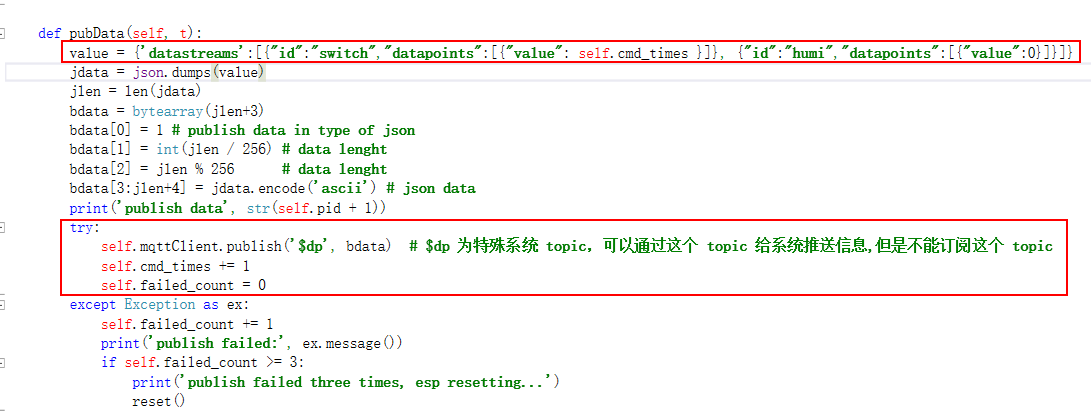 def pubData(self, t):
    value = {'datastreams':[{"id":"switch","datapoints":[{"value": self.cmd_times }]}, {"id":"humi","datapoints":[{"value":0}]}]}
    jdata = json.dumps(value)
    jlen = len(jdata)
    bdata = bytearray(jlen+3)
    bdata[0] = 1 # publish data in type of json
    bdata[1] = int(jlen / 256) # data lenght
    bdata[2] = jlen % 256      # data lenght
    bdata[3:jlen+4] = jdata.encode('ascii') # json data
    print('publish data', str(self.pid + 1))
    try:
        self.mqttClient.publish('$dp', bdata)  # $dp 为特殊系统 topic，可以通过这个 topic 给系统推送信息,但是不能订阅这个 topic
        self.cmd_times += 1
        self.failed_count = 0
    except Exception as ex:
        self.failed_count += 1
        print('publish failed:', ex.message())
        if self.failed_count >= 3:
            print('publish failed three times, esp resetting...')
            reset()